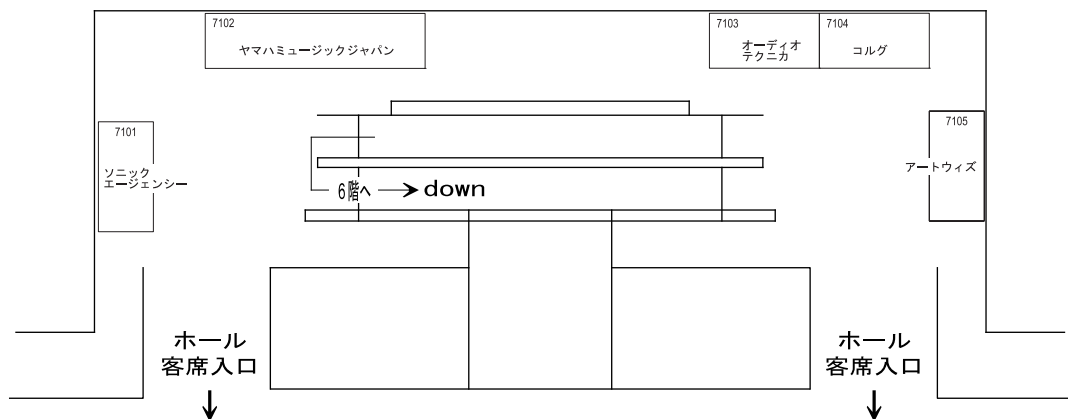 7102
ヤマハミュージックジャパン
7103
オーディオ
テクニカ
7104
コルグ
7101
ソニック
エージェンシー
7105
アートウィズ
6階へ → down
ホール
客席入口
↓
ホール
客席入口
↓